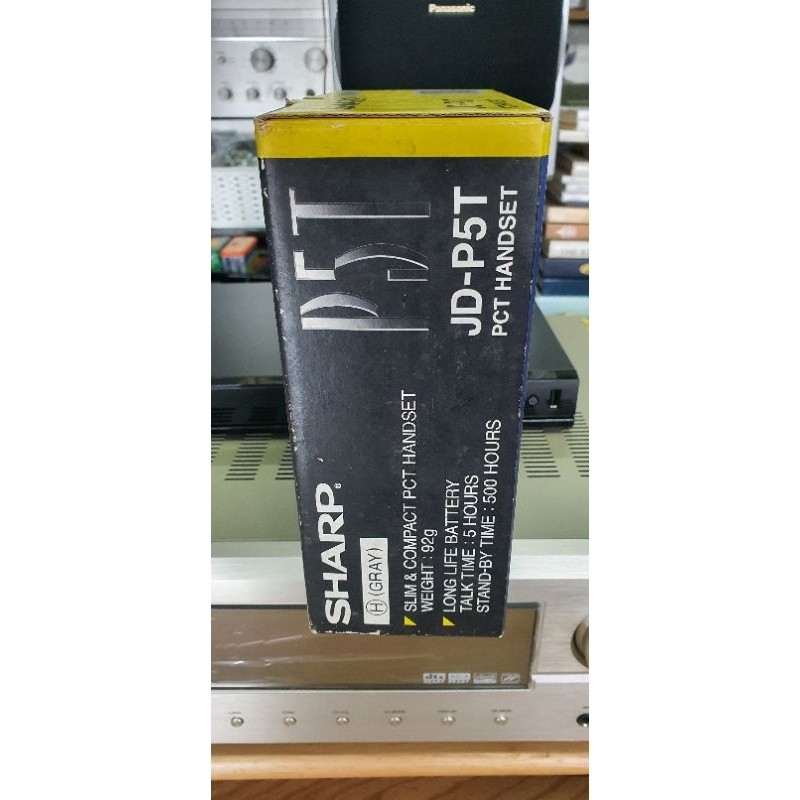 Panasonic
P5T
JD-P5T
PCT HANDSET
SHARP®
H (GRAY)
SLIM & COMPACT PCT HANDSET
WEIGHT : 92g
LONG LIFE BATTERY
TALK TIME : 5 HOURS
STAND-BY TIME : 500 HOURS